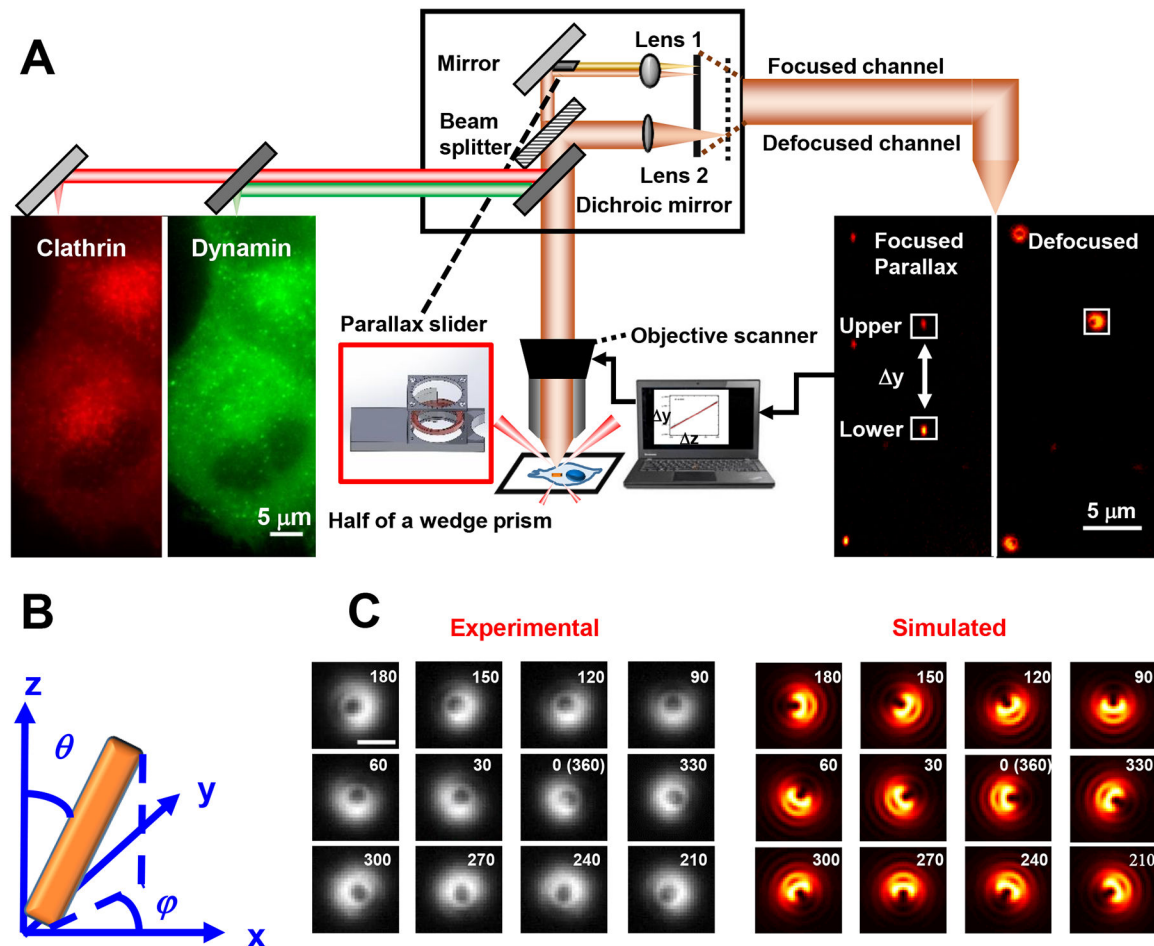 A
Mirror
Lens 1
Beam
splitter
Lens 2
Dichroic mirror
Focused channel
Defocused channel
Clathrin
Dynamin
5 μm
Parallax slider
Objective scanner
Half of a wedge prism
Δy
Δz
Focused
Parallax
Defocused
Upper
Δy
Lower
5 μm
B
z
θ
y
φ
x
C
Experimental
Simulated
180 150 120 90
60 30 0 (360) 330
300 270 240 210
180 150 120 90
60 30 0 (360) 330
300 270 240 210